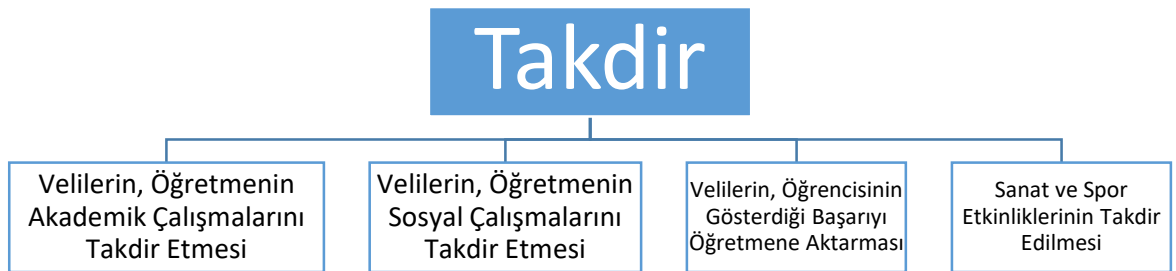 Takdir
Velilerin, Öğretmenin
Akademik Çalışmalarını
Takdir Etmesi
Velilerin, Öğretmenin
Sosyal Çalışmalarını
Takdir Etmesi
Velilerin, Öğrencisinin
Gösterdiği Başarıyı
Öğretmene Aktarması
Sanat ve Spor
Etkinliklerinin Takdir
Edilmesi